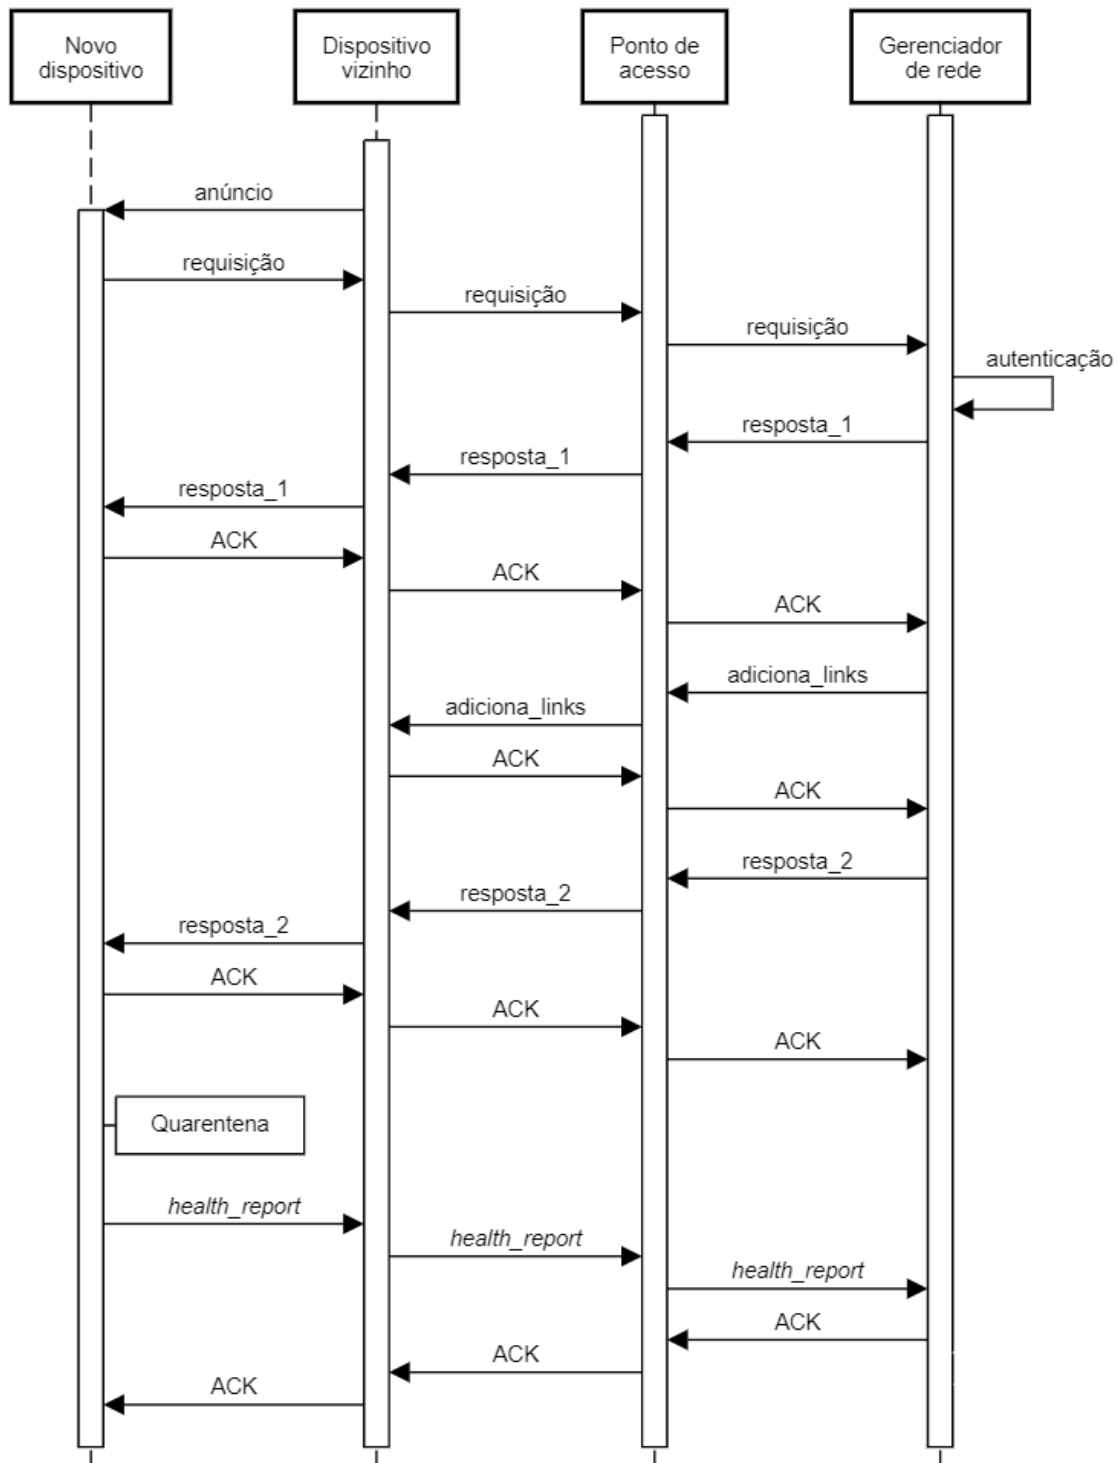 Novo
dispositivo
Dispositivo
vizinho
Ponto de
acesso
Gerenciador
de rede
anúncio
requisição
requisição
requisição
autenticação
resposta_1
resposta_1
resposta_1
ACK
ACK
ACK
adiciona_links
adiciona_links
ACK
ACK
resposta_2
resposta_2
resposta_2
ACK
ACK
ACK
Quarentena
health_report
health_report
health_report
ACK
ACK
ACK